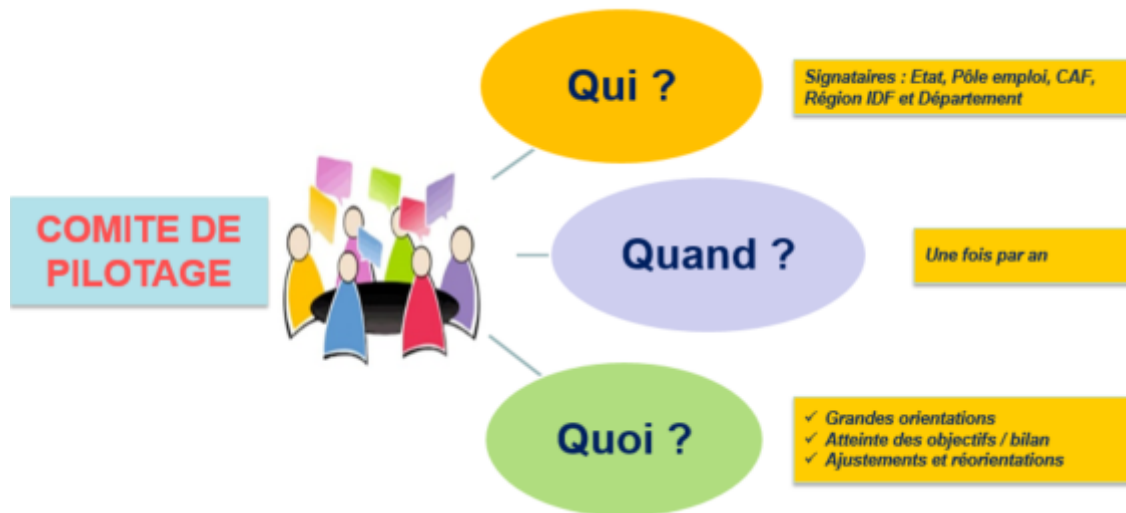 Qui ?
Signataires : Etat, Pôle emploi, CAF,
Région IDF et Département
COMITE DE
PILOTAGE
Quand ?
Une fois par an
Quoi ?
✓ Grandes orientations
✓ Atteinte des objectifs / bilan
✓ Ajustements et réorientations